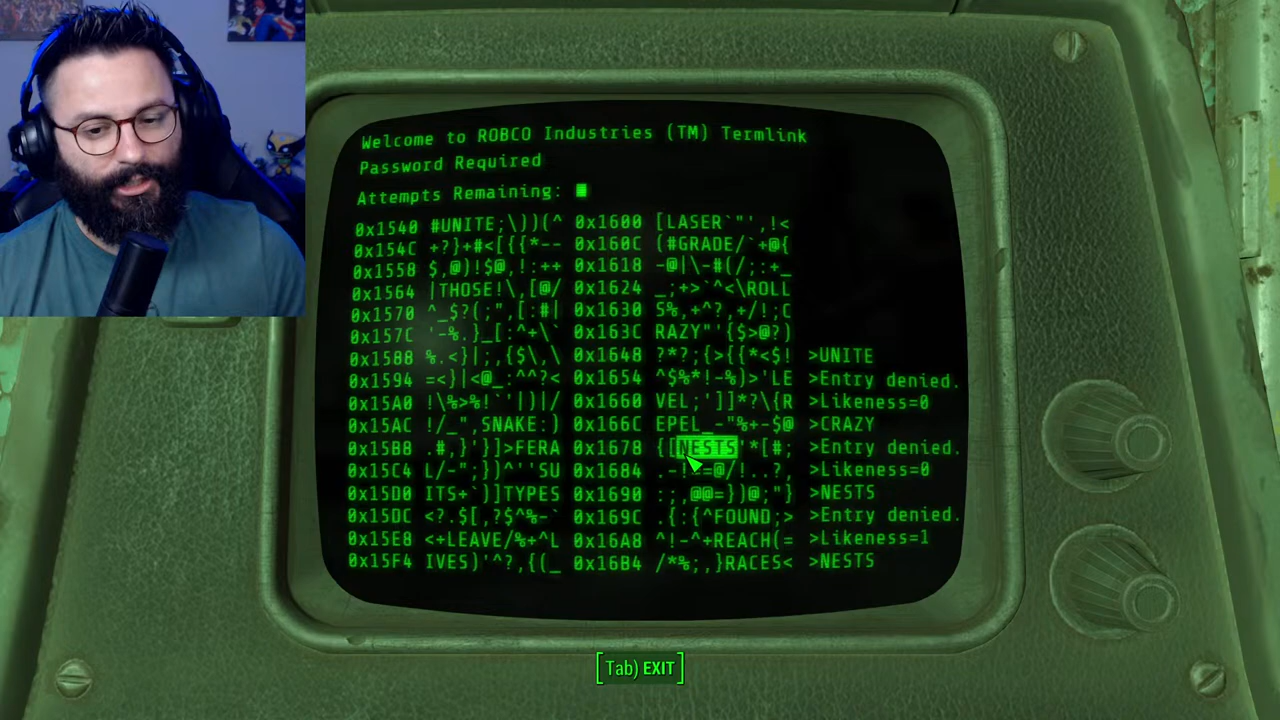 Welcome to ROBCO Industries (TM) Termlink
Password Required
Attempts Remaining: ■
0x1540 #UNITE;\))(^ 0x1600 [LASER`"',!<
0x154C +?}+#<[{{*-- 0x160C (#GRADE/`+@{
0x1558 $,@)!$@,!:++ 0x1618 -@|\-#(/;:+_
0x1564 |THOSE!\,[@/ 0x1624 _;+>`^<\ROLL
0x1570 ^_$?(;",[:#| 0x1630 S%,+^?,+/!;C
0x157C '-%.}_[:^+\` 0x163C RAZY"'{$>@?)
0x1588 %.<}|;,{$\,\ 0x1648 ?*?;{>{{*<$! >UNITE
0x1594 =<}|<@_:^^?< 0x1654 ^$%*!-%)>'LE >Entry denied.
0x15A0 !\%>%!`'|)|/ 0x1660 VEL;']]*?\{R >Likeness=0
0x15AC !/_",SNAKE:) 0x166C EPEL_-"%+-$@ >CRAZY
0x15B8 .#,}'}]>FERA 0x1678 {[NESTS'*[#; >Entry denied.
0x15C4 L/-";})^''SU 0x1684 .-!==@/!..?, >Likeness=0
0x15D0 ITS+`)]]TYPES 0x1690 :;,@@=})@;"} >NESTS
0x15DC <?.$[,?$^%-` 0x169C .{:{^FOUND;> >Entry denied.
0x15E8 <+LEAVE/%+^L 0x16A8 ^!-^+REACH(= >Likeness=1
0x15F4 IVES)'^?,{(_ 0x16B4 /*%;,}RACES< >NESTS
[Tab) EXIT]